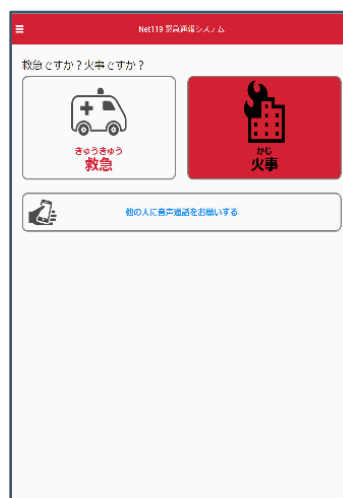 Net119 緊急通報システム
救急ですか？火事ですか？
きゅうきゅう
救急
かじ
火事
他の人に音声通話をお願いする